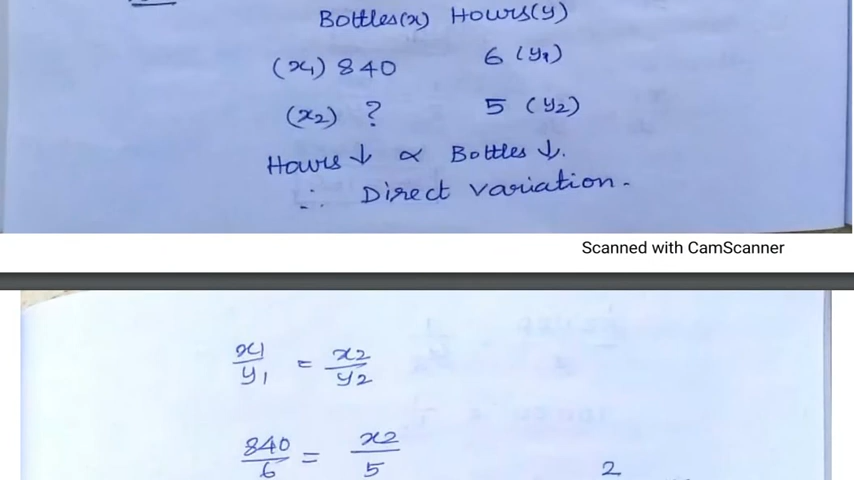 Bottles(x) Hours(y)
(x1) 840 6 (y1)
(x2) ? 5 (y2)
Hours ↓ ∝ Bottles ↓.
∴ Direct variation.
Scanned with CamScanner
x1/y1 = x2/y2
840/6 = x2/5
2